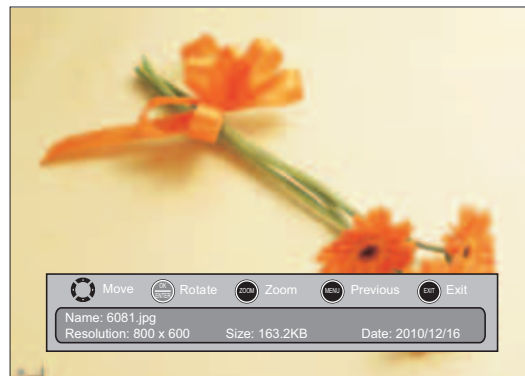 Move OK ENTER Rotate ZOOM Zoom MENU Previous EXIT Exit
Name: 6081.jpg
Resolution: 800 x 600 Size: 163.2KB Date: 2010/12/16